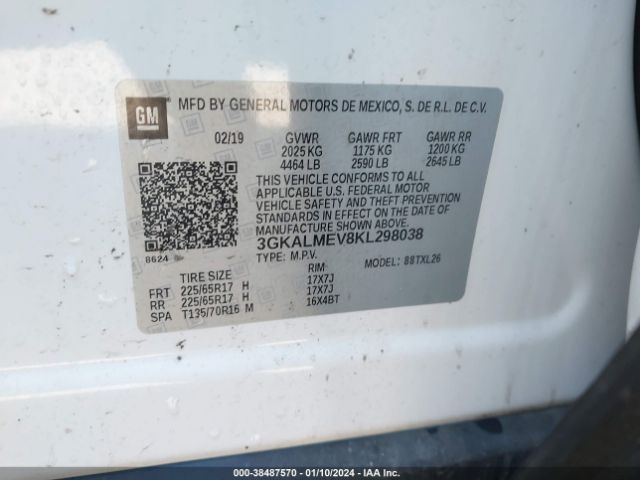 GM ® MFD BY GENERAL MOTORS DE MEXICO, S. DE R.L. DE C.V.
02/19 GVWR GAWR FRT GAWR RR
2025 KG 1175 KG 1200 KG
4464 LB 2590 LB 2645 LB
THIS VEHICLE CONFORMS TO ALL
APPLICABLE U.S. FEDERAL MOTOR
VEHICLE SAFETY AND THEFT PREVENTION
STANDARDS IN EFFECT ON THE DATE OF
MANUFACTURE SHOWN ABOVE.
3GKALMEV8KL298038
8624 TYPE: M.P.V. MODEL: 88TXL26
TIRE SIZE RIM
FRT 225/65R17 H 17X7J
RR 225/65R17 H 17X7J
SPA T135/70R16 M 16X4BT
000-38487570 - 01/10/2024 - IAA Inc.